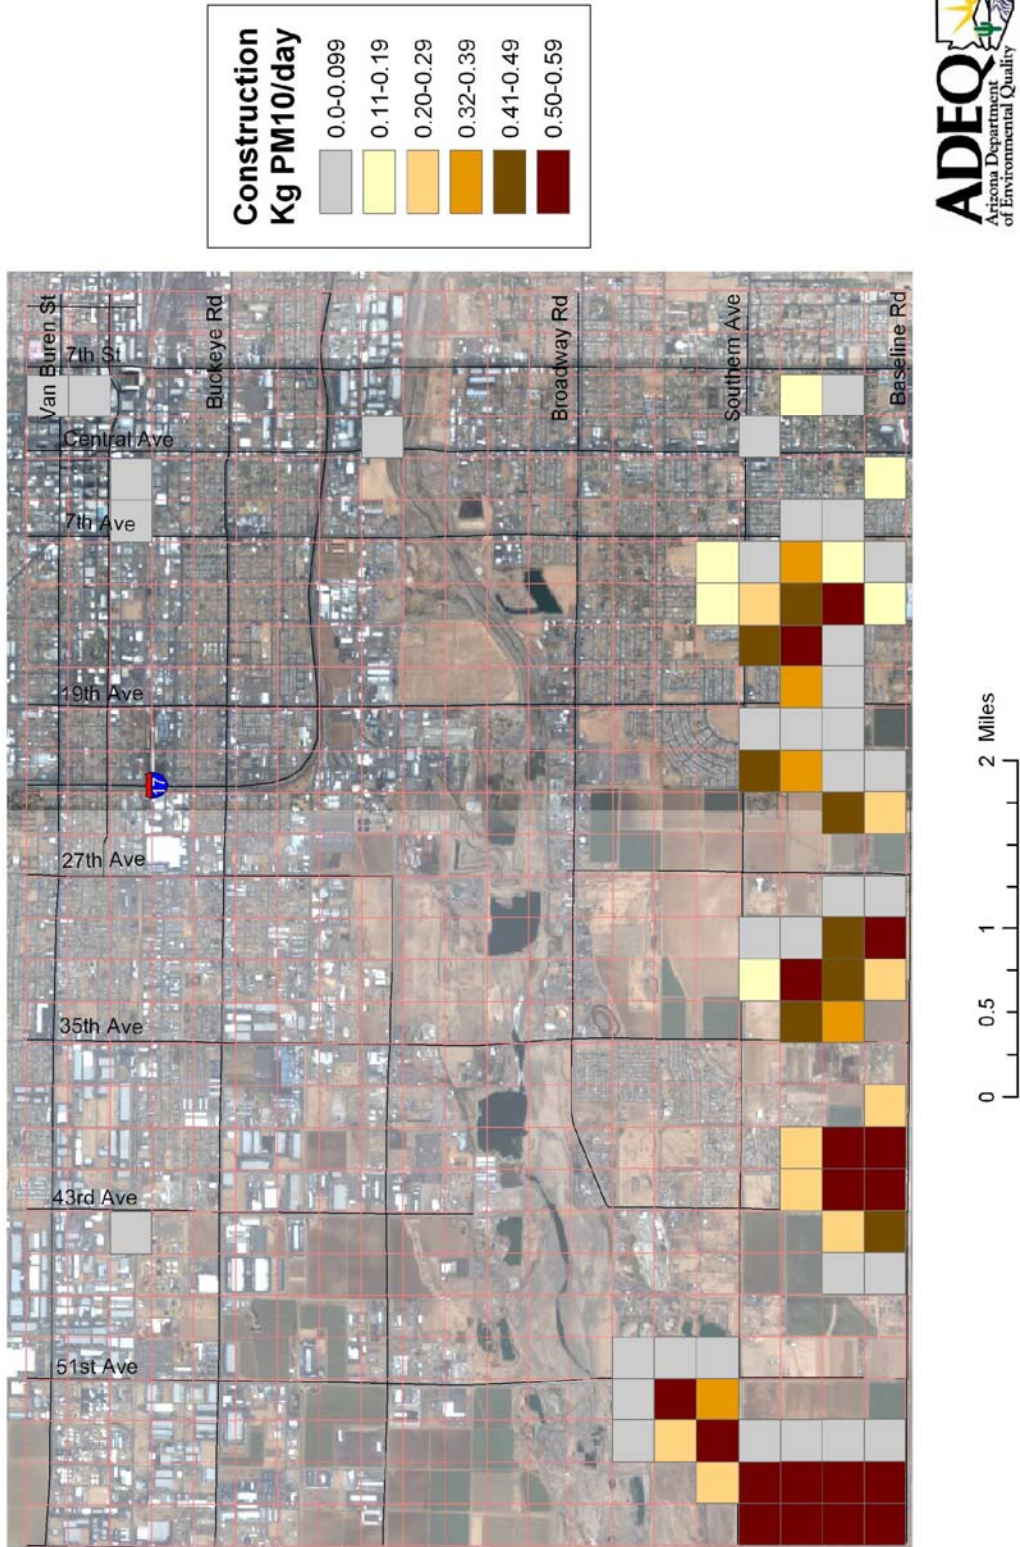 Construction
Kg PM10/day
0.0-0.099
0.11-0.19
0.20-0.29
0.32-0.39
0.41-0.49
0.50-0.59
ADEQ
Arizona Department
of Environmental Quality
Van Buren St
Buckeye Rd
Broadway Rd
Southern Ave
Baseline Rd
7th St
Central Ave
7th Ave
19th Ave
17
27th Ave
35th Ave
43rd Ave
51st Ave
0 0.5 1 2 Miles